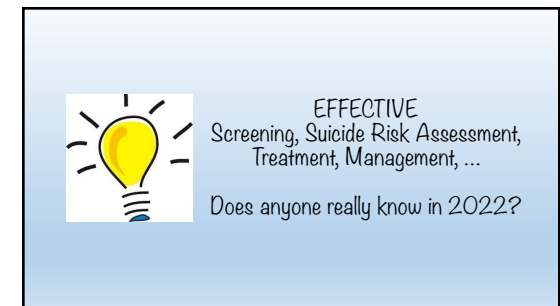 EFFECTIVE
Screening, Suicide Risk Assessment,
Treatment, Management, ...
Does anyone really know in 2022?